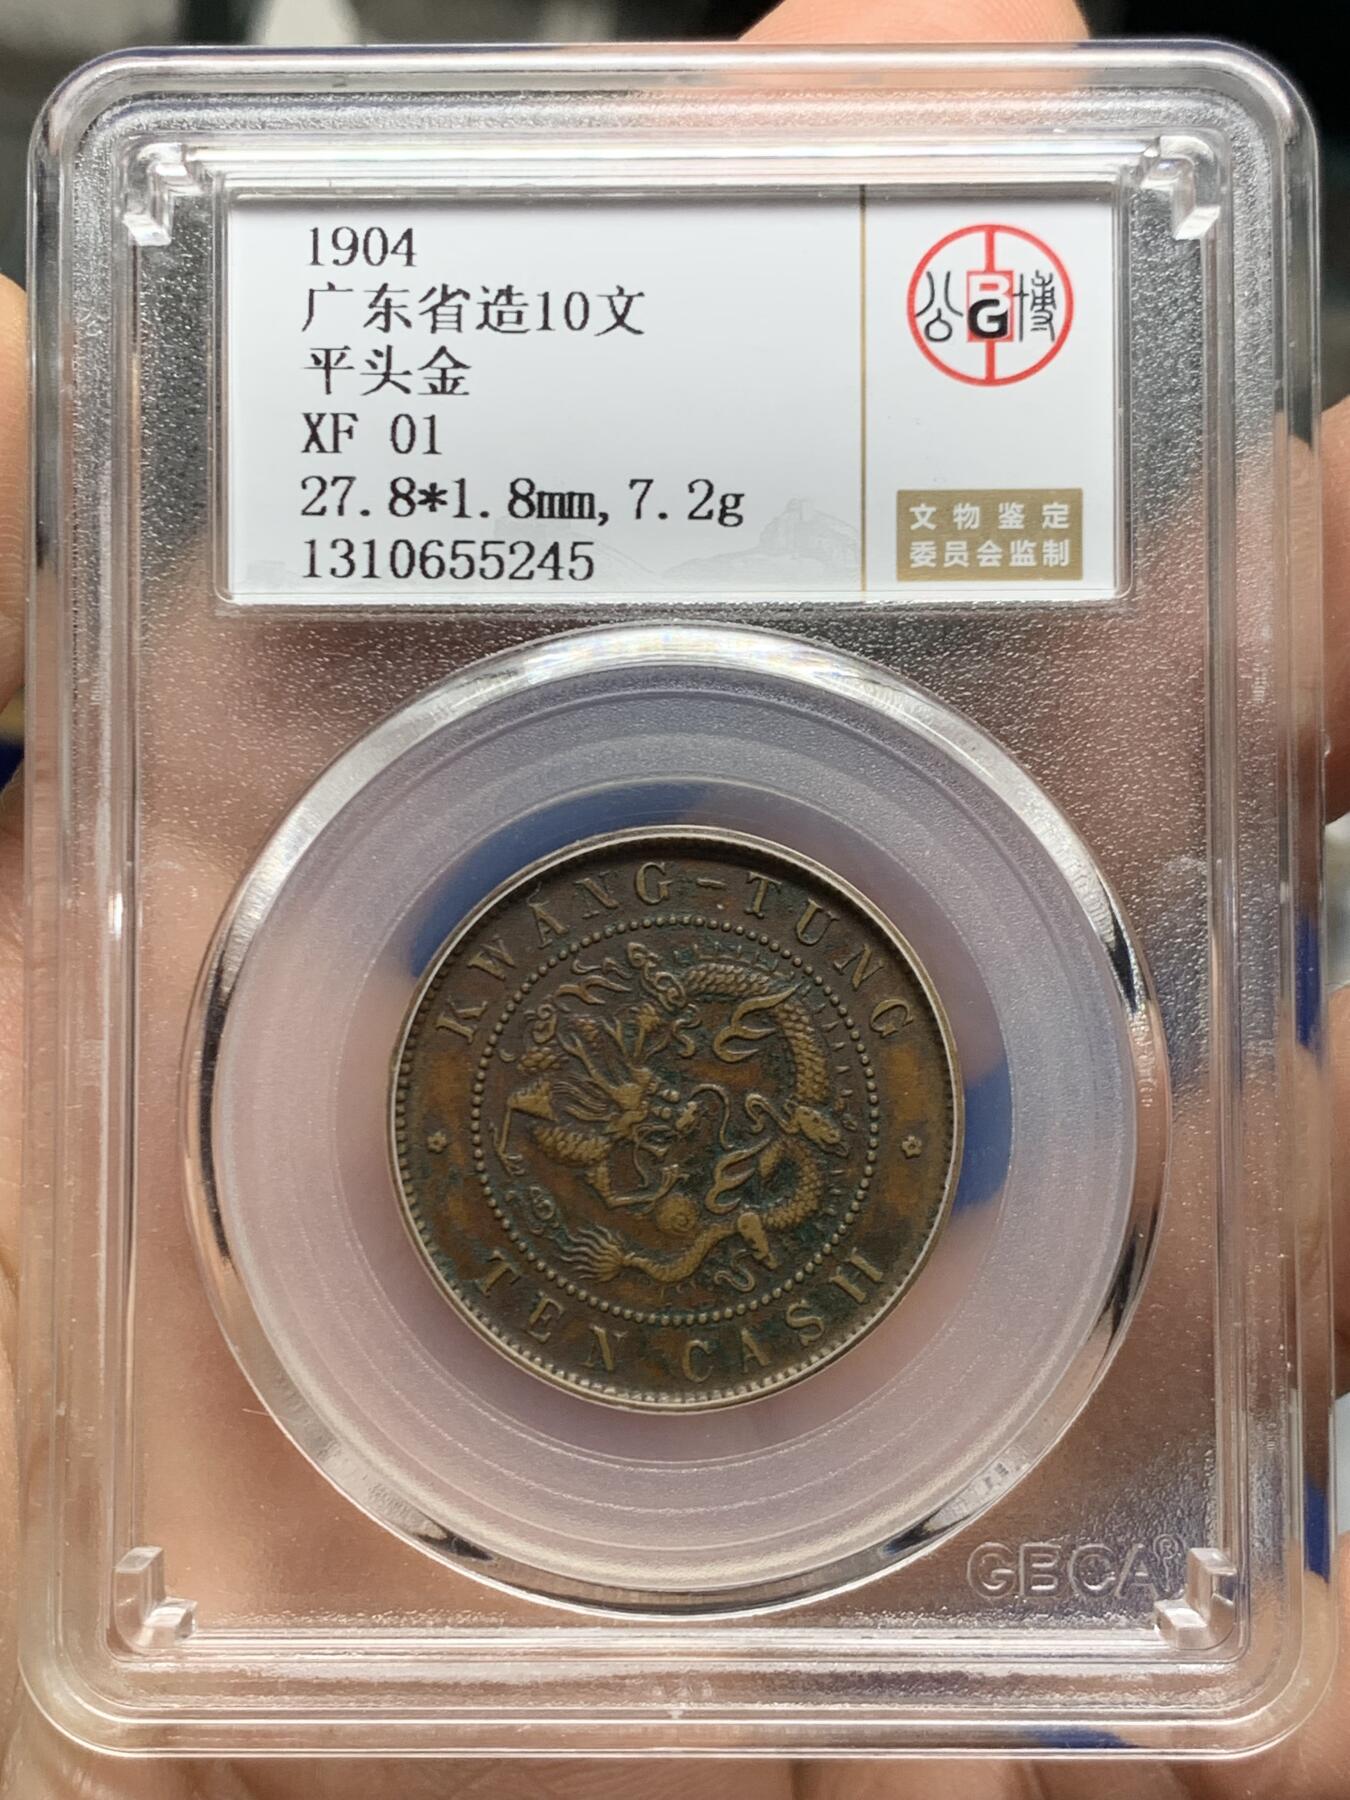 1904
广东省造10文
平头金
XF 01
27.8*1.8mm,7.2g
1310655245
公 BG 博
文物鉴定
委员会监制
KWANG-TUNG
TEN CASH
GBCA®